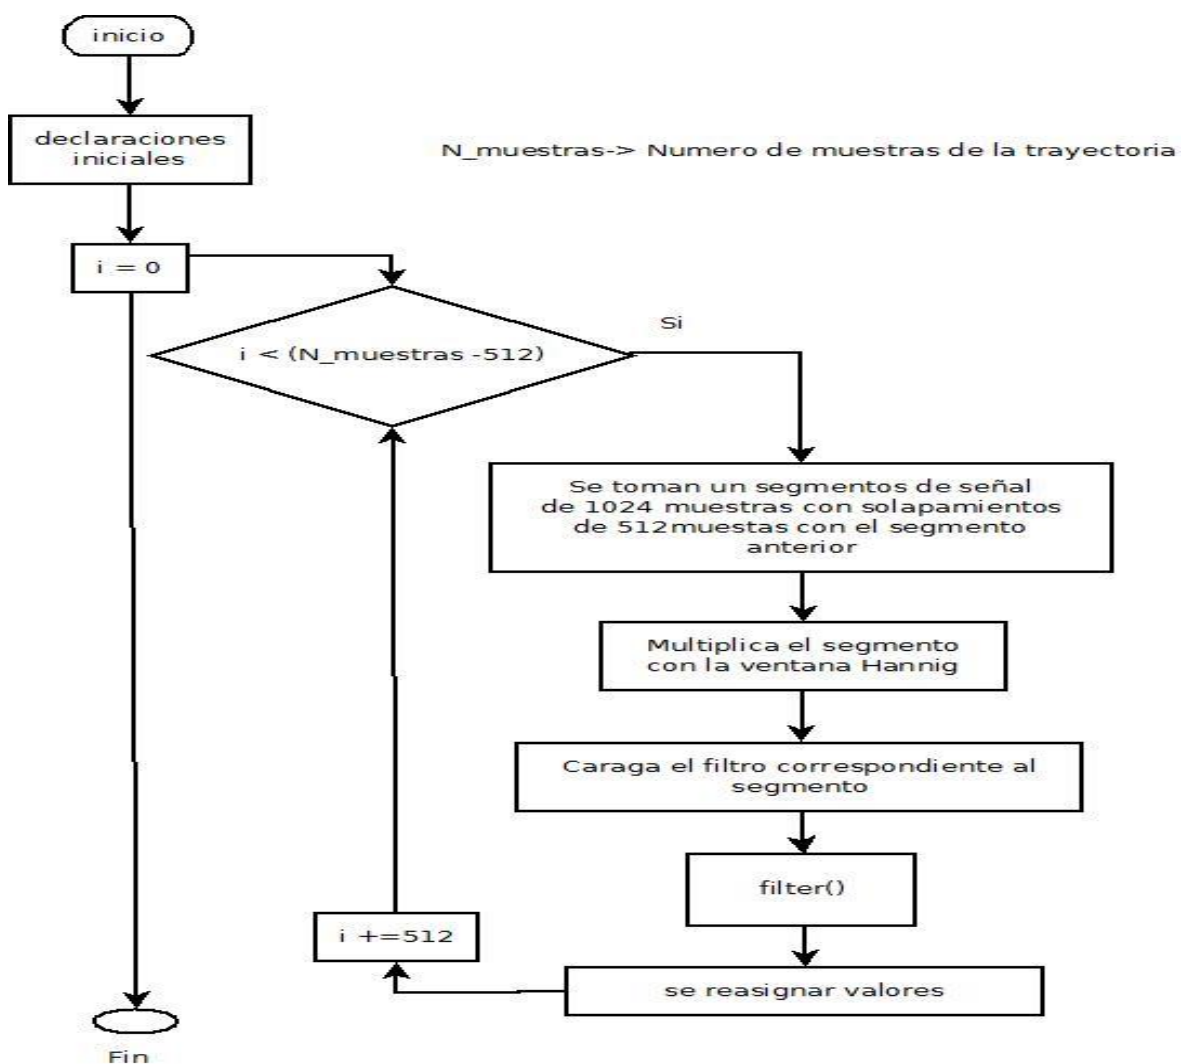 inicio
declaraciones
iniciales
N_muestras-> Numero de muestras de la trayectoria
i = 0
Si
i < (N_muestras -512)
Se toman un segmentos de señal
de 1024 muestras con solapamientos
de 512muestas con el segmento
anterior
Multiplica el segmento
con la ventana Hannig
Caraga el filtro correspondiente al
segmento
filter()
i +=512
se reasignar valores
Fin